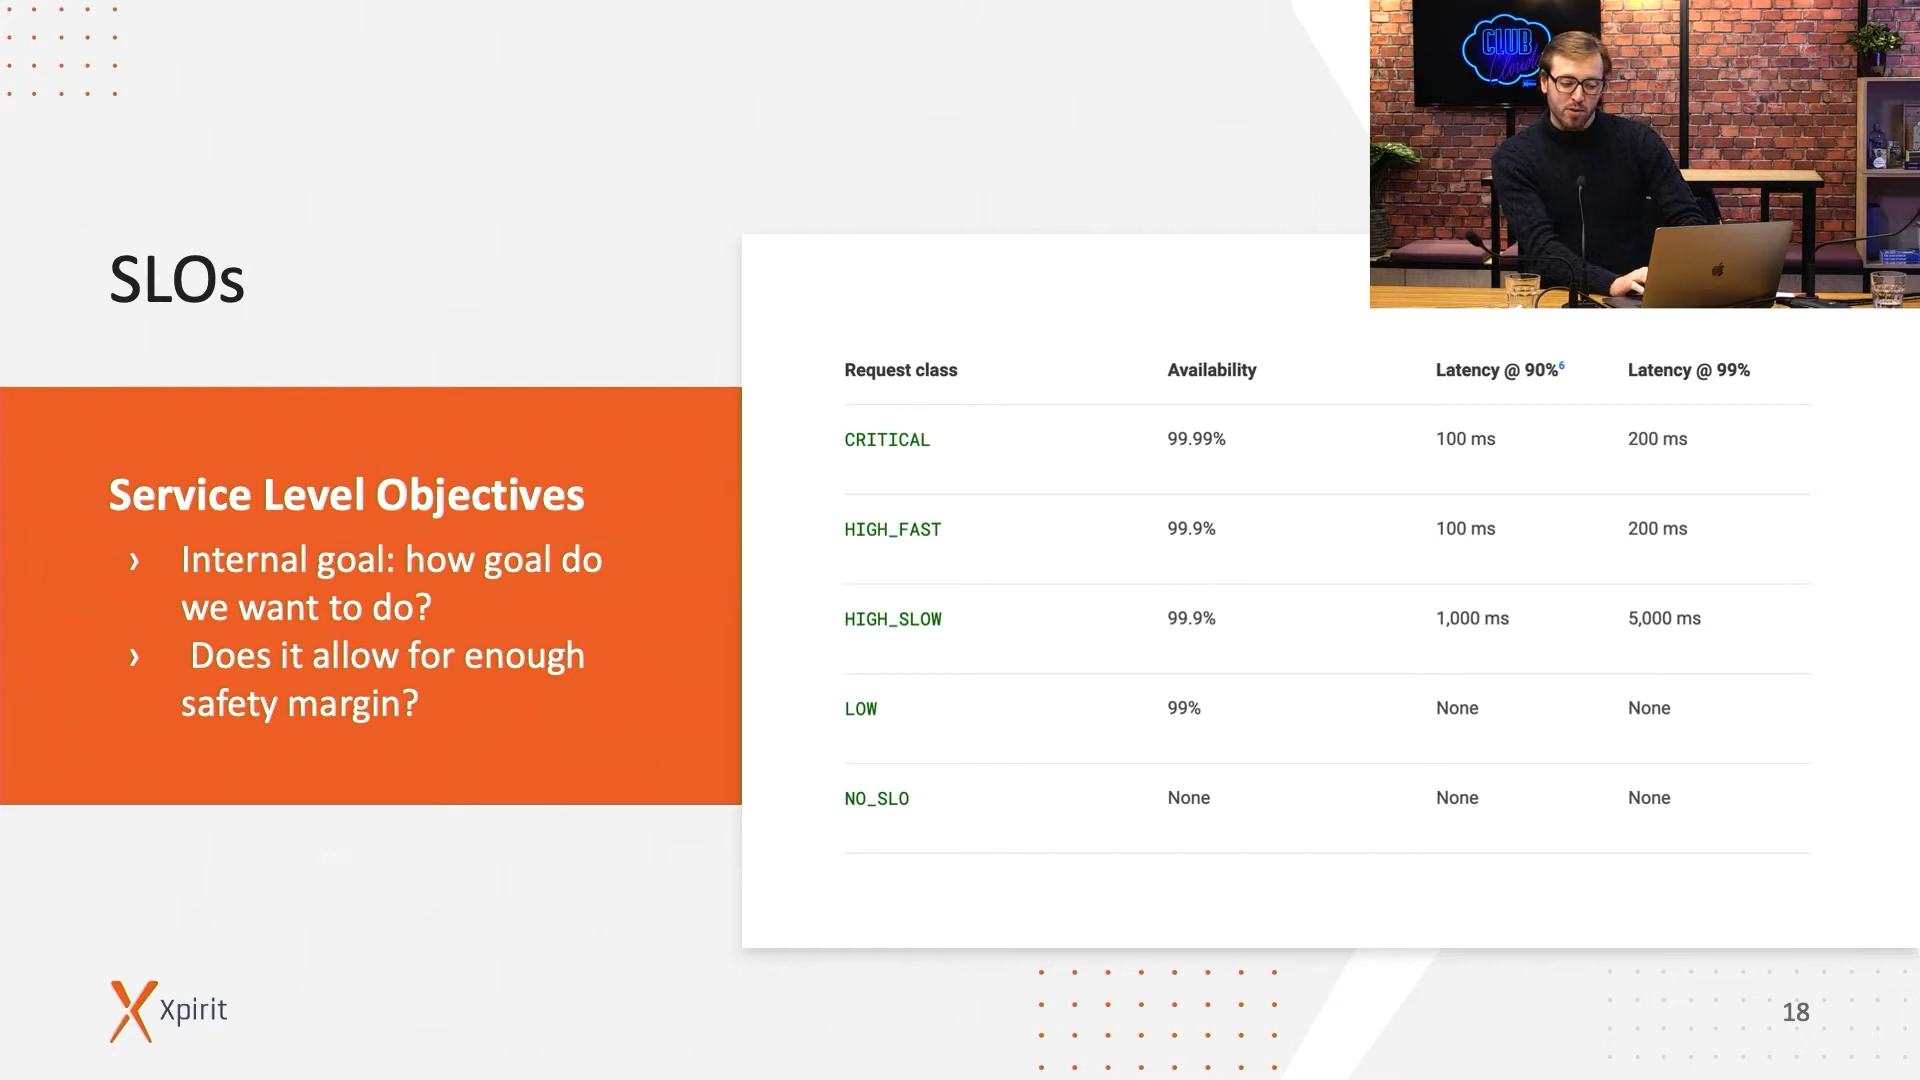 CLUB
Cloud
SLOs
Service Level Objectives
› Internal goal: how goal do
we want to do?
› Does it allow for enough
safety margin?
Request class Availability Latency @ 90%6 Latency @ 99%
CRITICAL 99.99% 100 ms 200 ms
HIGH_FAST 99.9% 100 ms 200 ms
HIGH_SLOW 99.9% 1,000 ms 5,000 ms
LOW 99% None None
NO_SLO None None None
Xpirit
18